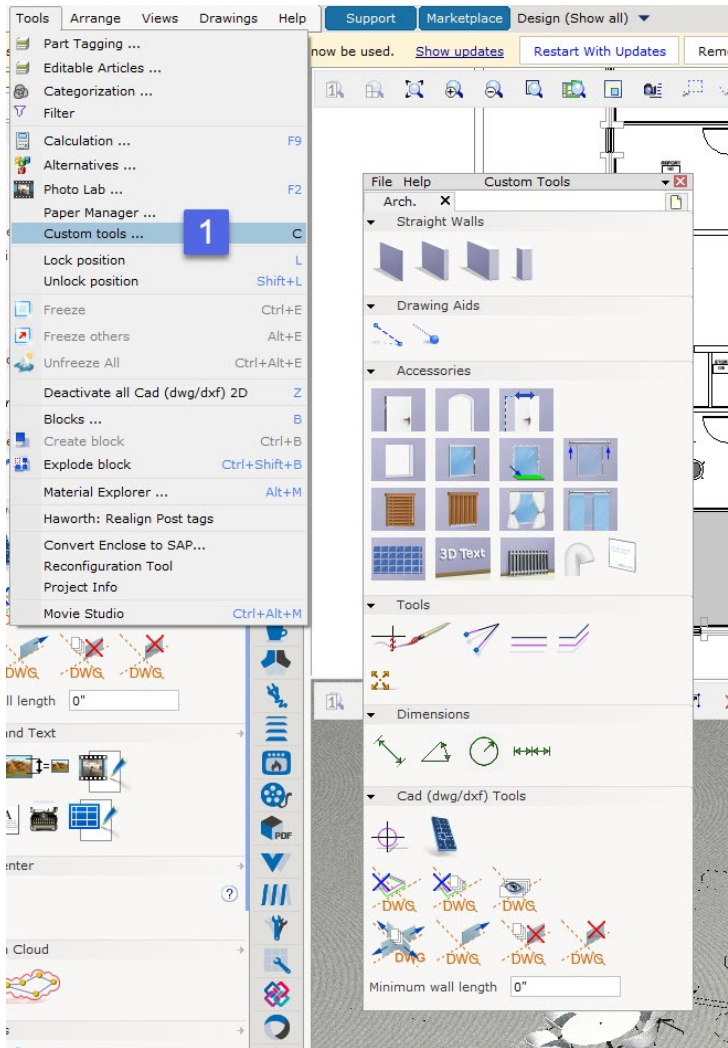 Tools Arrange Views Drawings Help Support Marketplace Design (Show all)
now be used. Show updates Restart With Updates Rem
Part Tagging ...
Editable Articles ...
Categorization ...
Filter
Calculation ... F9
Alternatives ...
Photo Lab ... F2
Paper Manager ...
Custom tools ... 1 C
Lock position L
Unlock position Shift+L
Freeze Ctrl+E
Freeze others Alt+E
Unfreeze All Ctrl+Alt+E
Deactivate all Cad (dwg/dxf) 2D Z
Blocks ... B
Create block Ctrl+B
Explode block Ctrl+Shift+B
Material Explorer ... Alt+M
Haworth: Realign Post tags
Convert Enclose to SAP...
Reconfiguration Tool
Project Info
Movie Studio Ctrl+Alt+M
DWG DWG DWG
ll length 0"
and Text
PDF
enter
?
n Cloud
s
File Help Custom Tools
Arch. X
Straight Walls
Drawing Aids
Accessories
3D Text
Tools
Dimensions
Cad (dwg/dxf) Tools
DWG DWG DWG
DWG DWG DWG DWG
Minimum wall length 0"